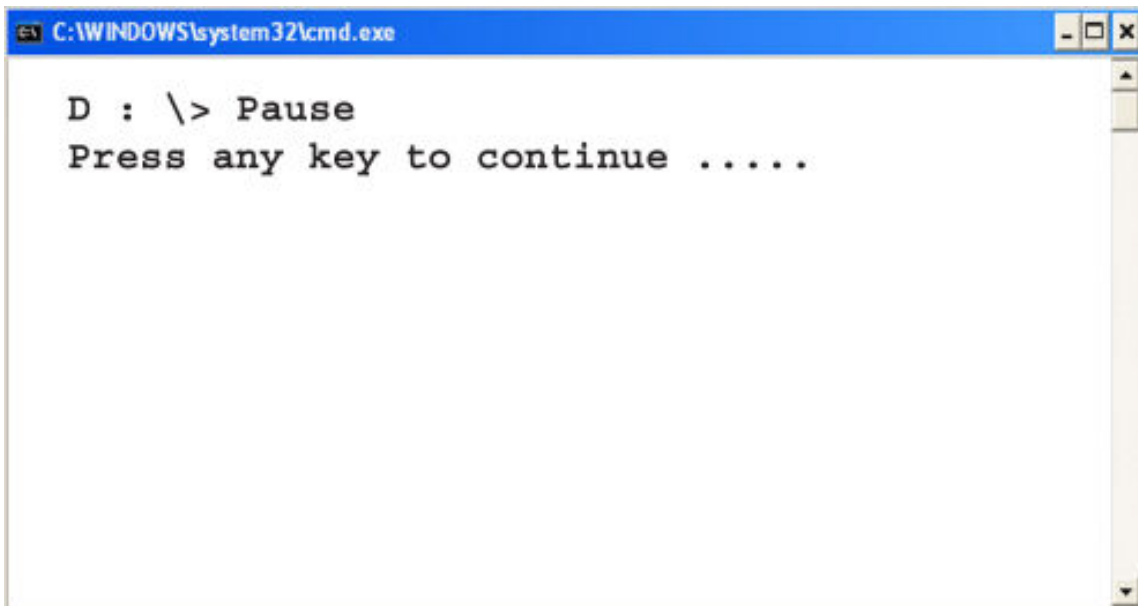 C:\WINDOWS\system32\cmd.exe
D : \> Pause
Press any key to continue .....